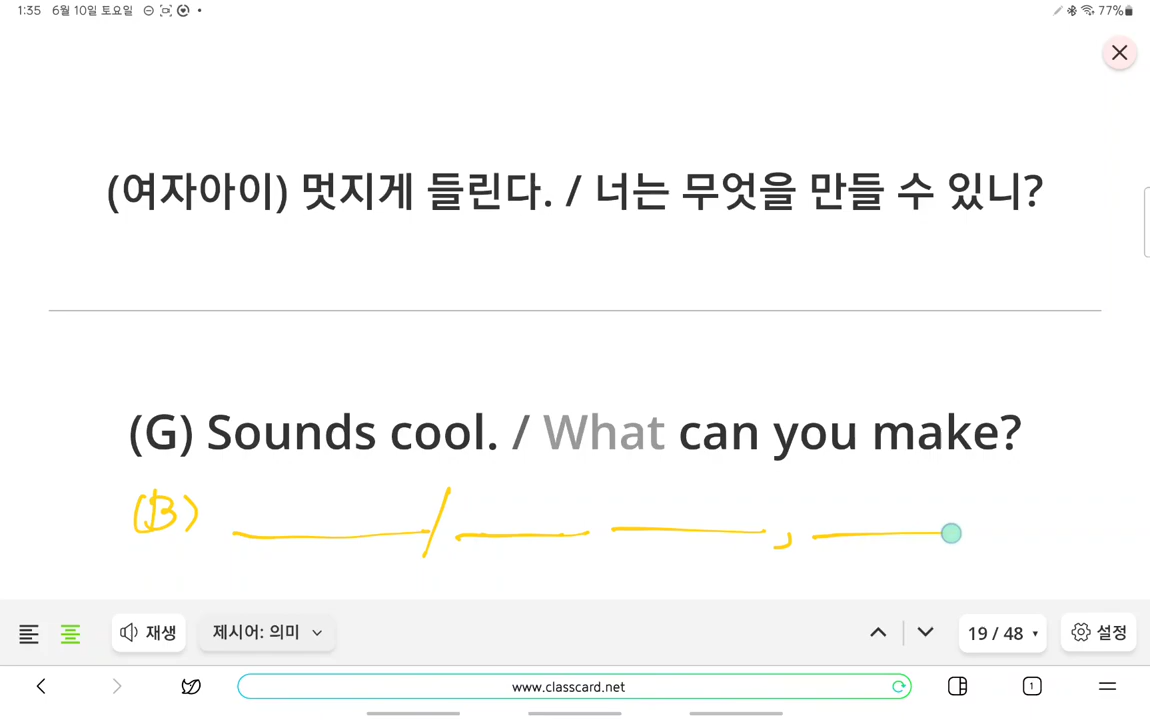 1:35 6월 10일 토요일 77%
(여자아이) 멋지게 들린다. / 너는 무엇을 만들 수 있니?
(G) Sounds cool. / What can you make?
(B) / ,
재생 제시어: 의미 19 / 48 설정
www.classcard.net 1